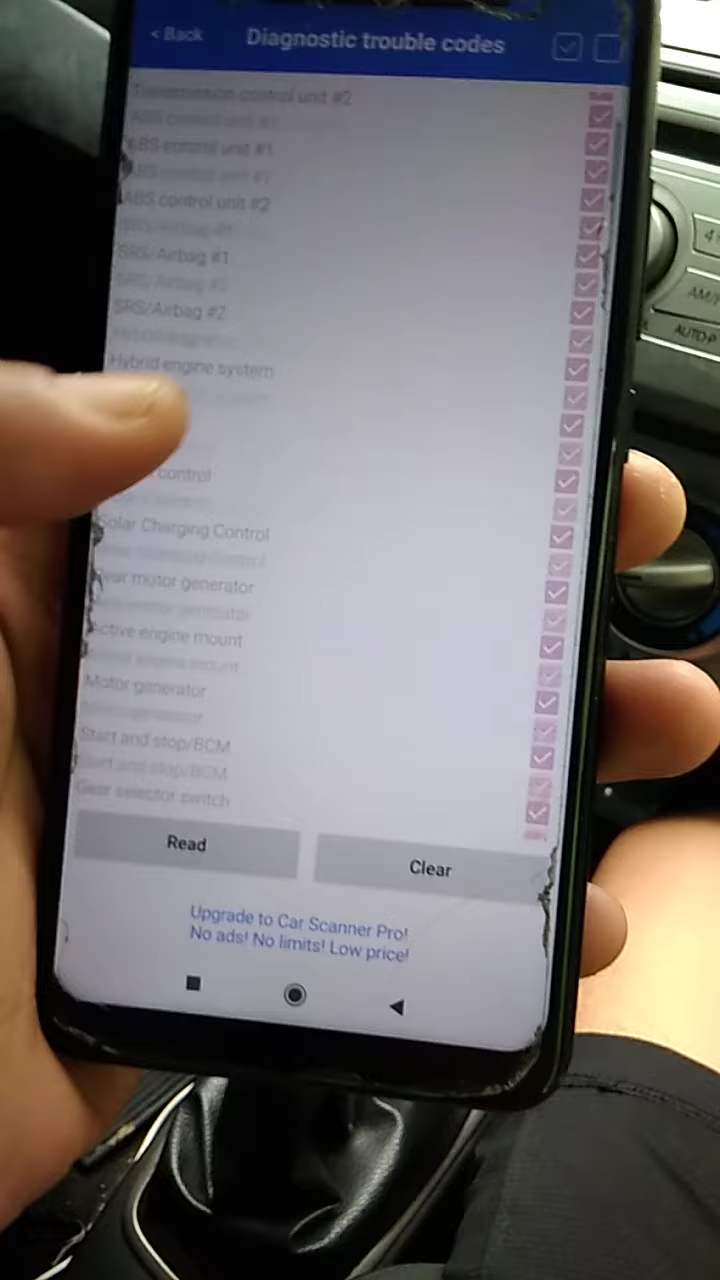 < Back
Diagnostic trouble codes
Transmission control unit #2
ABS control unit #1
ABS control unit #2
SRS/Airbag #1
SRS/Airbag #2
Hybrid engine system
control
Solar Charging Control
motor generator
Active engine mount
Motor generator
Start and stop/BCM
Gear selector switch
Read
Clear
Upgrade to Car Scanner Pro!
No ads! No limits! Low price!